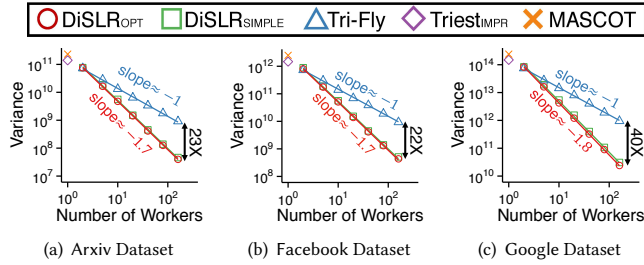 DiSLROPT DiSLRSIMPLE Tri-Fly TriestIMPR MASCOT
Variance
10^11
10^10
10^9
10^8
10^7
slope≈ −1
slope≈ −1.7
23X
10^0 10^1 10^2
Number of Workers
(a) Arxiv Dataset
Variance
10^12
10^11
10^10
10^9
10^8
slope≈ −1
slope≈ −1.7
22X
10^0 10^1 10^2
Number of Workers
(b) Facebook Dataset
Variance
10^14
10^13
10^12
10^11
10^10
slope≈ −1
slope≈ −1.8
40X
10^0 10^1 10^2
Number of Workers
(c) Google Dataset